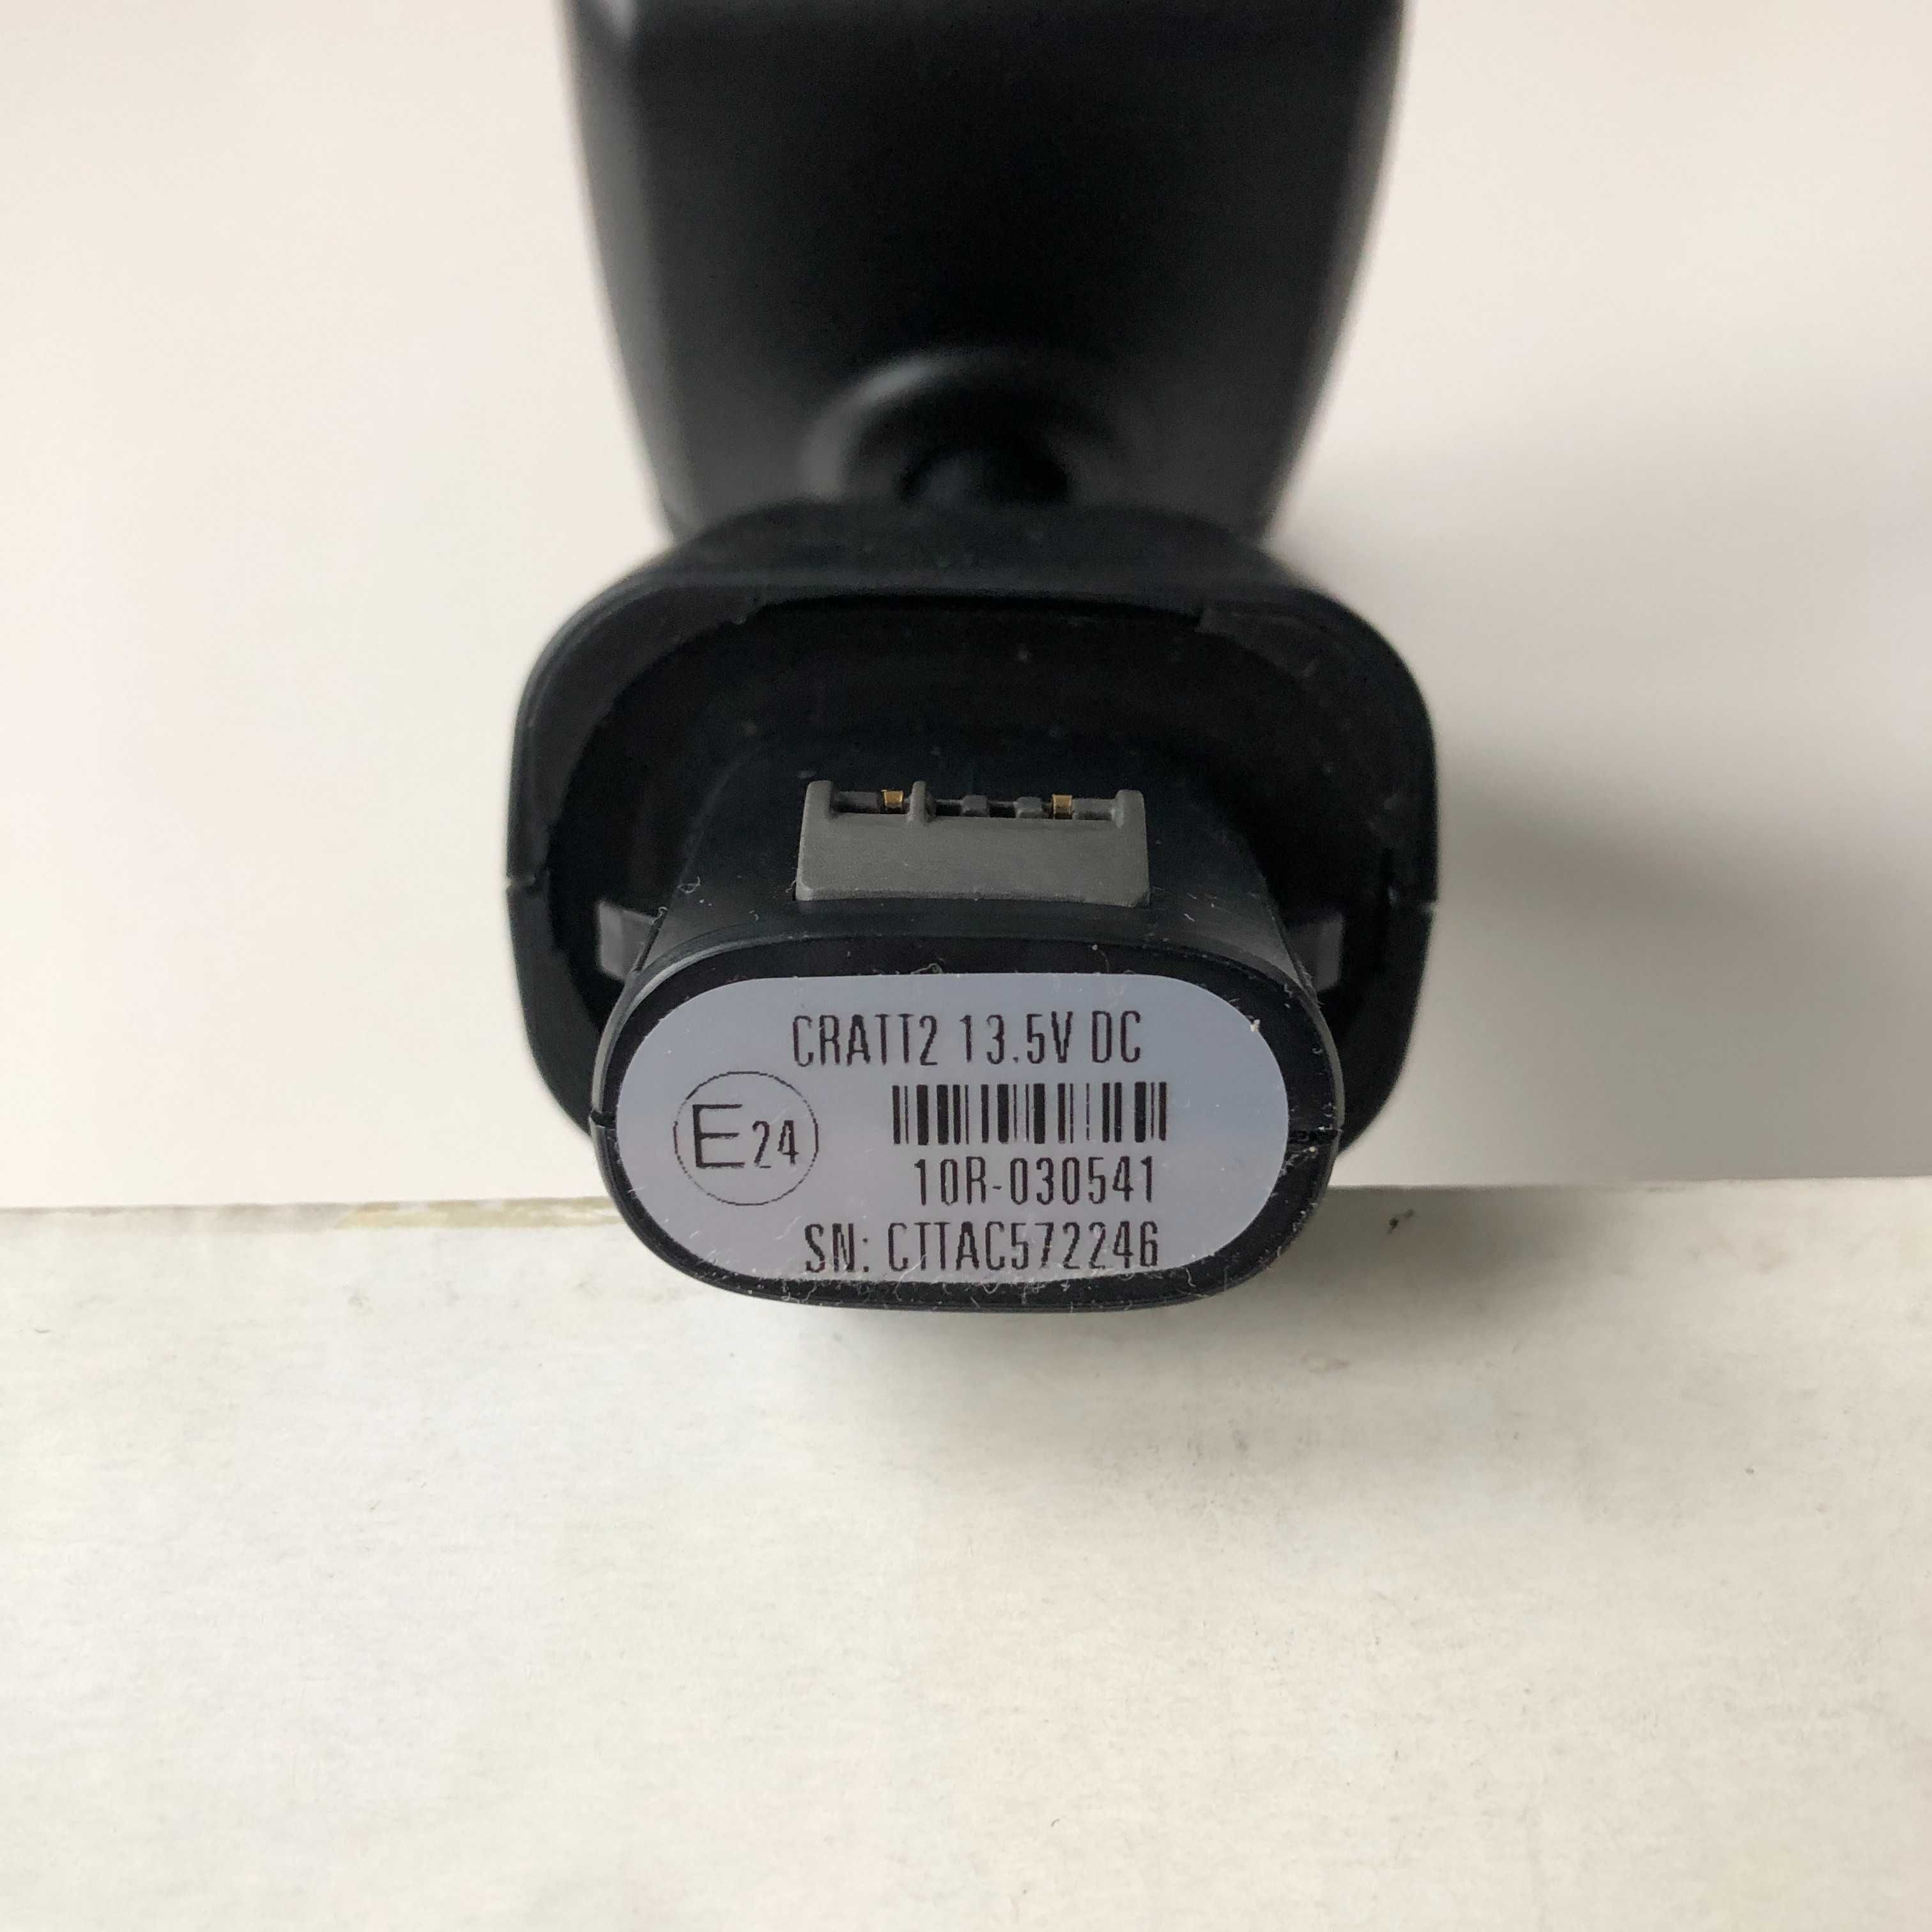 CRATT2 13.5V DC
E24
10R-030541
SN: CTTAC572246